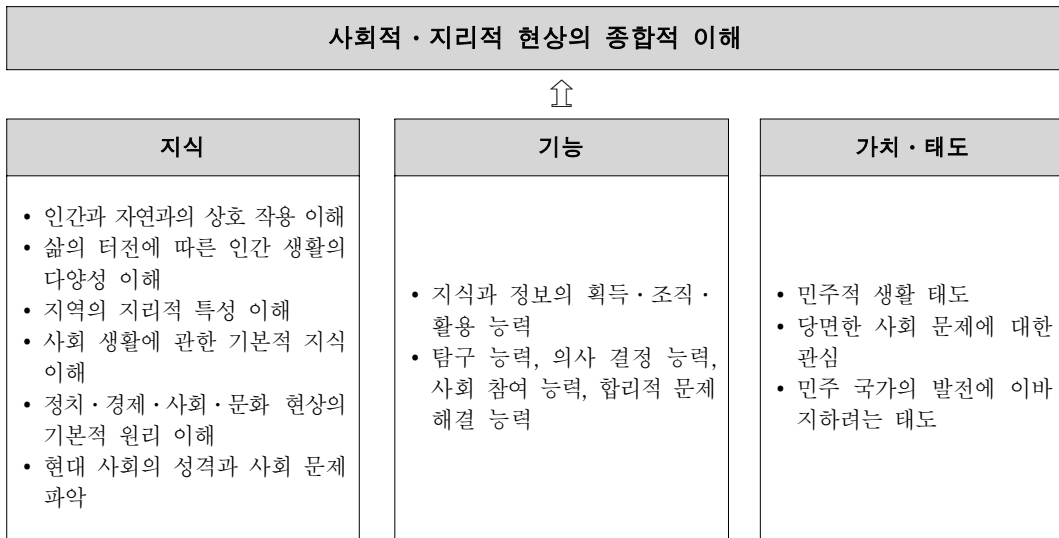 사회적·지리적 현상의 종합적 이해
지식
• 인간과 자연과의 상호 작용 이해
• 삶의 터전에 따른 인간 생활의
다양성 이해
• 지역의 지리적 특성 이해
• 사회 생활에 관한 기본적 지식
이해
• 정치·경제·사회·문화 현상의
기본적 원리 이해
• 현대 사회의 성격과 사회 문제
파악
기능
• 지식과 정보의 획득·조직·
활용 능력
• 탐구 능력, 의사 결정 능력,
사회 참여 능력, 합리적 문제
해결 능력
가치·태도
• 민주적 생활 태도
• 당면한 사회 문제에 대한
관심
• 민주 국가의 발전에 이바
지하려는 태도